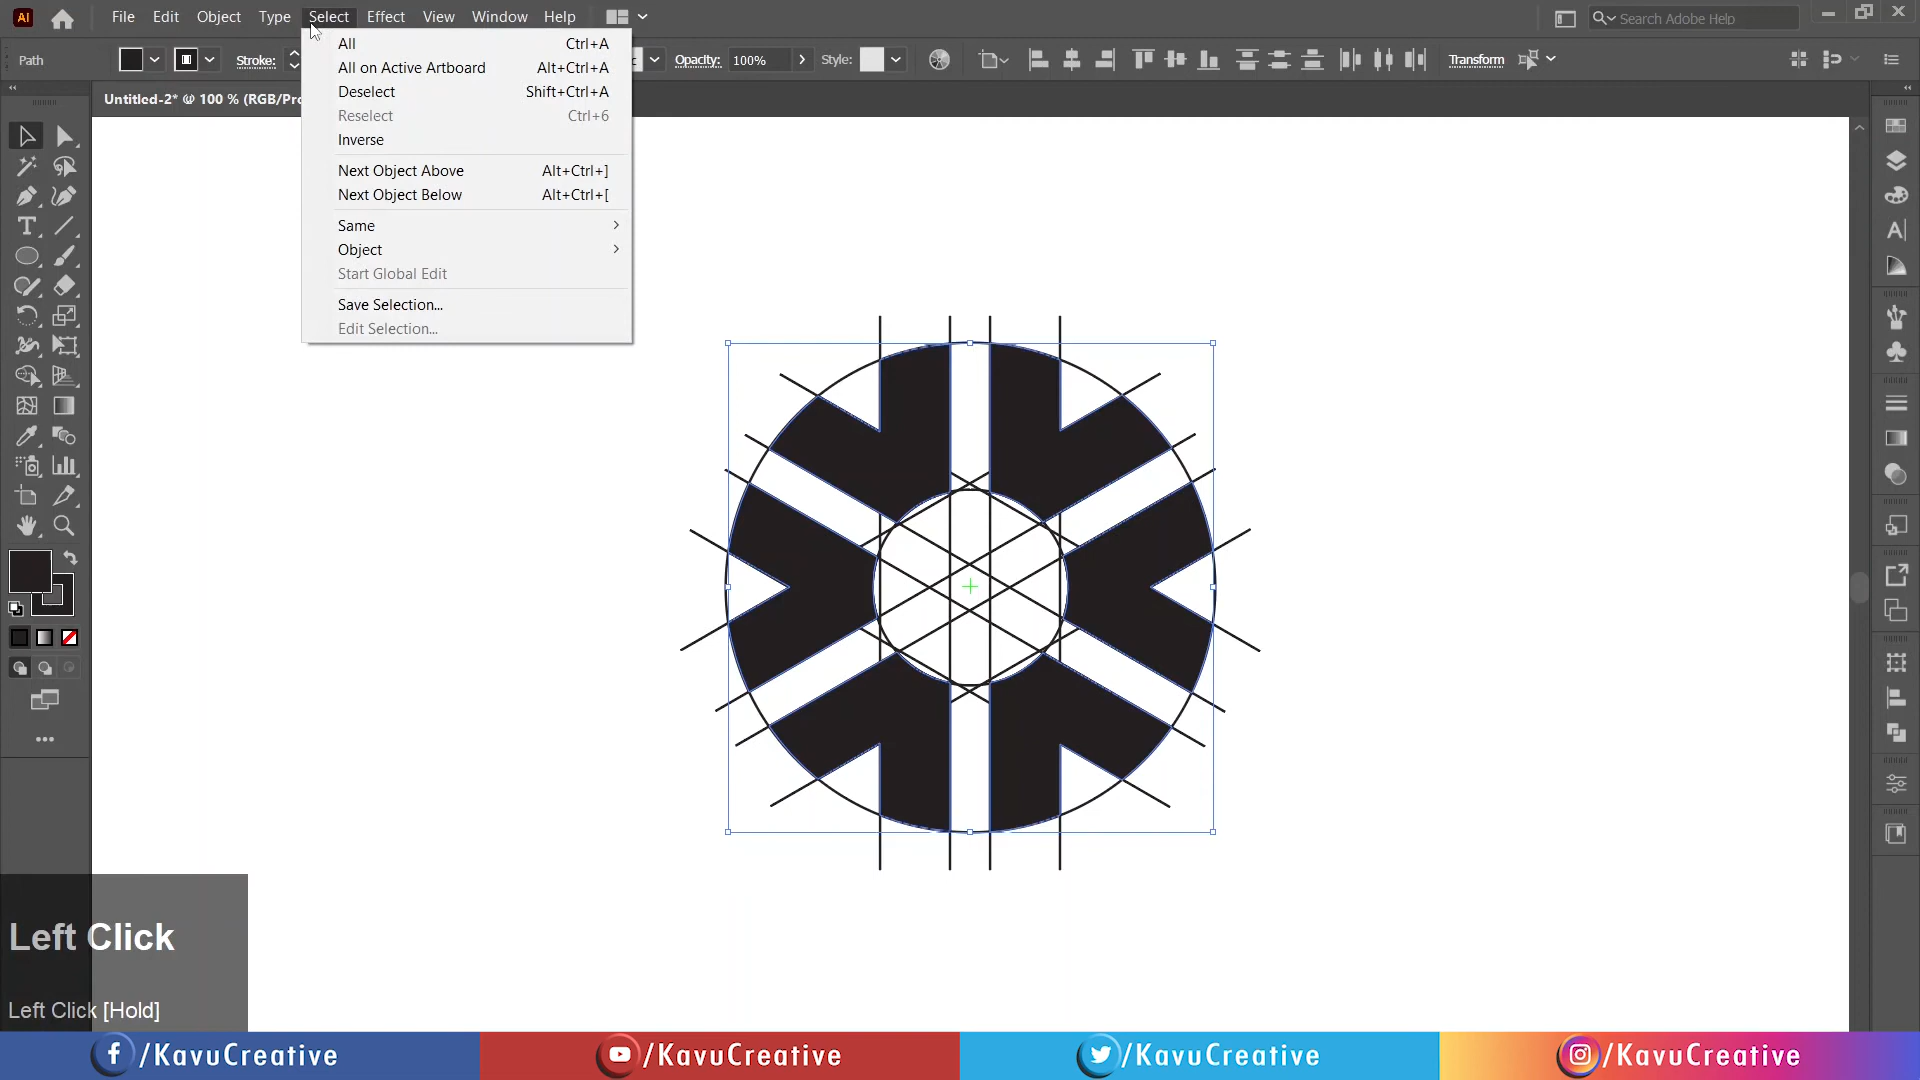 Ai File Edit Object Type Select Effect View Window Help Search Adobe Help
Path Stroke: Opacity: 100% Style: Transform
Untitled-2* @ 100 % (RGB/Pr
All Ctrl+A
All on Active Artboard Alt+Ctrl+A
Deselect Shift+Ctrl+A
Reselect Ctrl+6
Inverse
Next Object Above Alt+Ctrl+]
Next Object Below Alt+Ctrl+[
Same
Object
Start Global Edit
Save Selection...
Edit Selection...
Left Click
Left Click [Hold]
/KavuCreative /KavuCreative /KavuCreative /KavuCreative